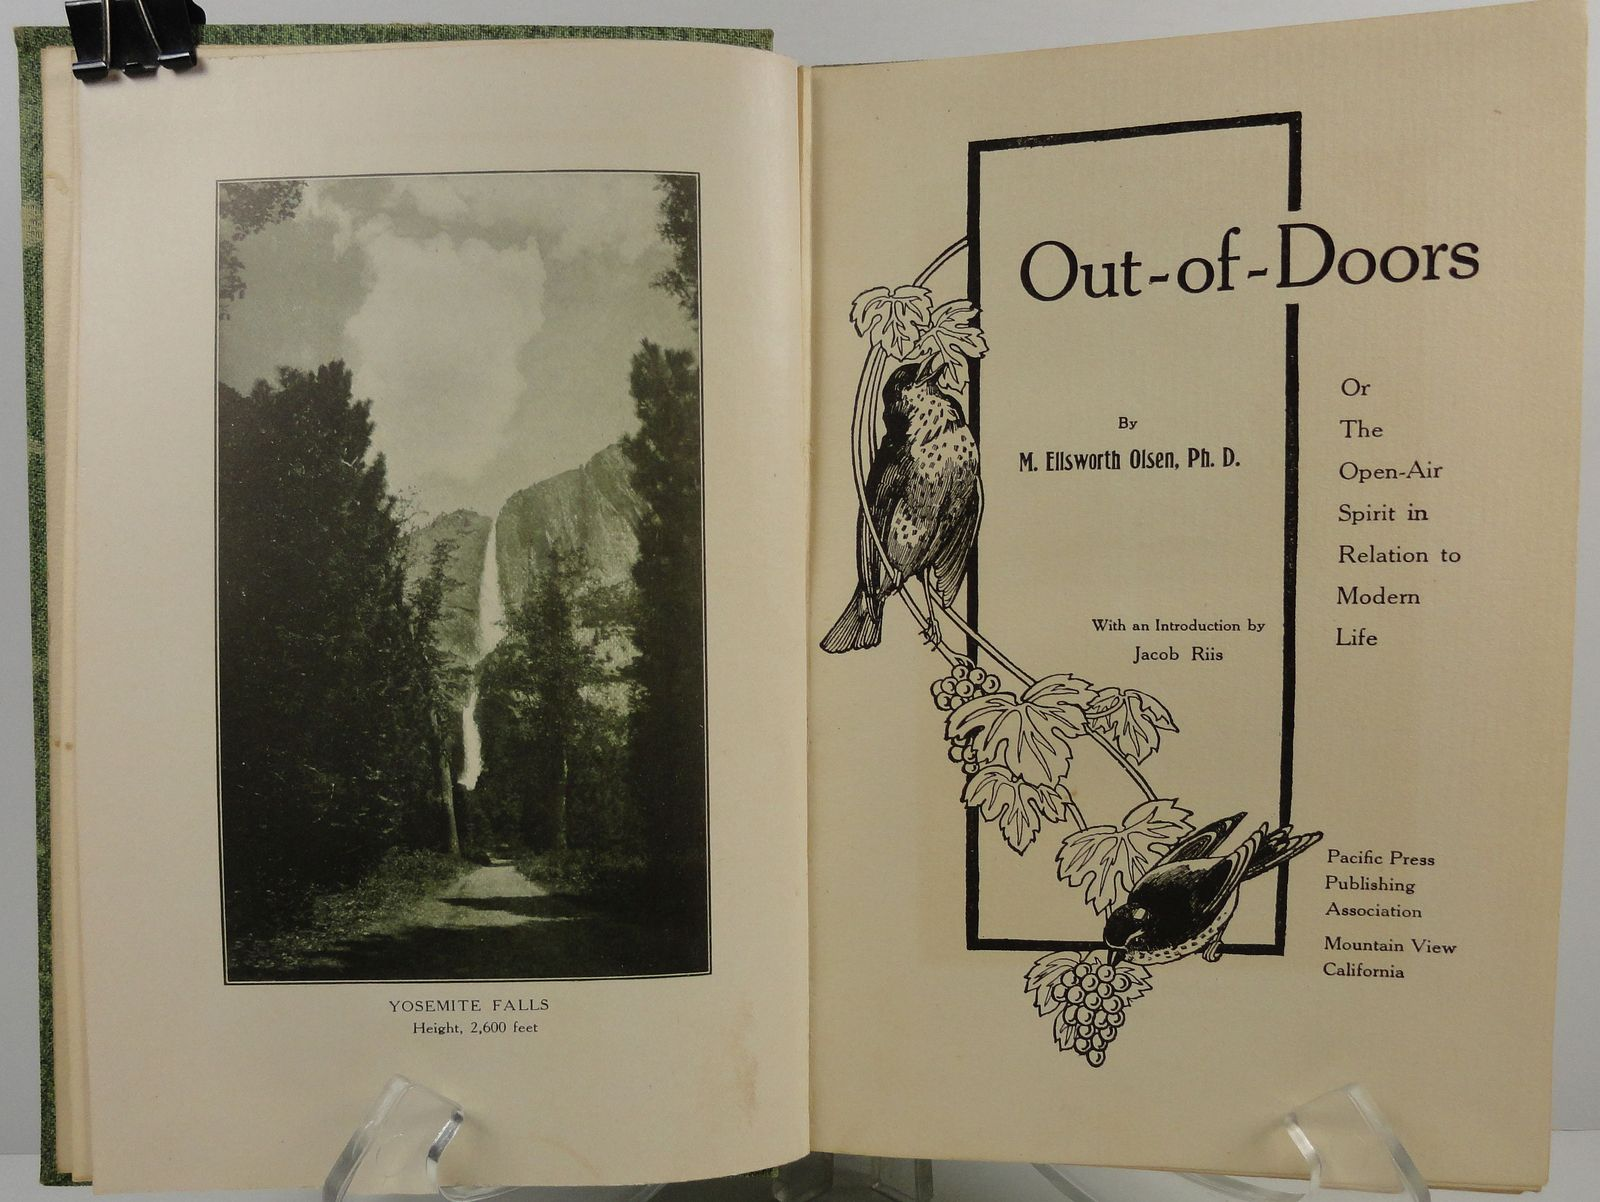 YOSEMITE FALLS
Height, 2,600 feet
Out-of-Doors
Or
The
Open-Air
Spirit in
Relation to
Modern
Life
By
M. Ellsworth Olsen, Ph. D.
With an Introduction by
Jacob Riis
Pacific Press
Publishing
Association
Mountain View
California